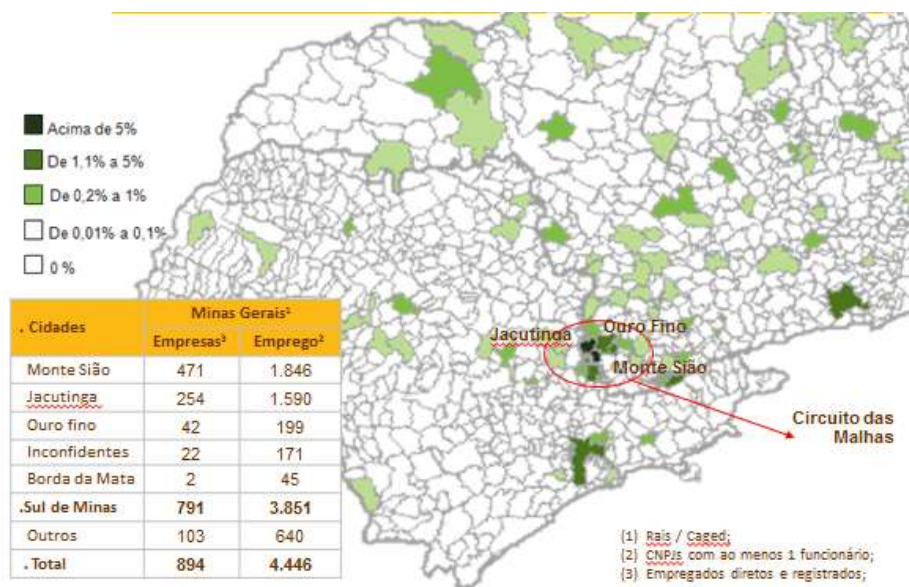 Acima de 5%
De 1,1% a 5%
De 0,2% a 1%
De 0,01% a 0,1%
0 %
. Cidades Minas Gerais¹
Empresas³ Emprego²
Monte Sião 471 1.846
Jacutinga 254 1.590
Ouro fino 42 199
Inconfidentes 22 171
Borda da Mata 2 45
.Sul de Minas 791 3.851
Outros 103 640
. Total 894 4.446
Jacutinga
Ouro Fino
Monte Sião
Circuito das
Malhas
(1) Rais / Caged;
(2) CNPJs com ao menos 1 funcionário;
(3) Empregados diretos e registrados;